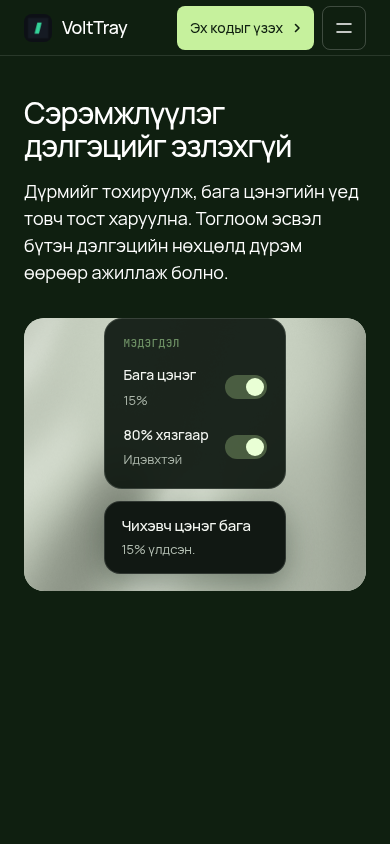 VoltTray
Эх кодыг үзэх
Сэрэмжлүүлэг
дэлгэцийг эзлэхгүй
Дүрмийг тохируулж, бага цэнэгийн үед
товч тост харуулна. Тоглоом эсвэл
бүтэн дэлгэцийн нөхцөлд дүрэм
өөрөөр ажиллаж болно.
МЭДЭГДЭЛ
Бага цэнэг
15%
80% хязгаар
Идэвхтэй
Чихэвч цэнэг бага
15% үлдсэн.